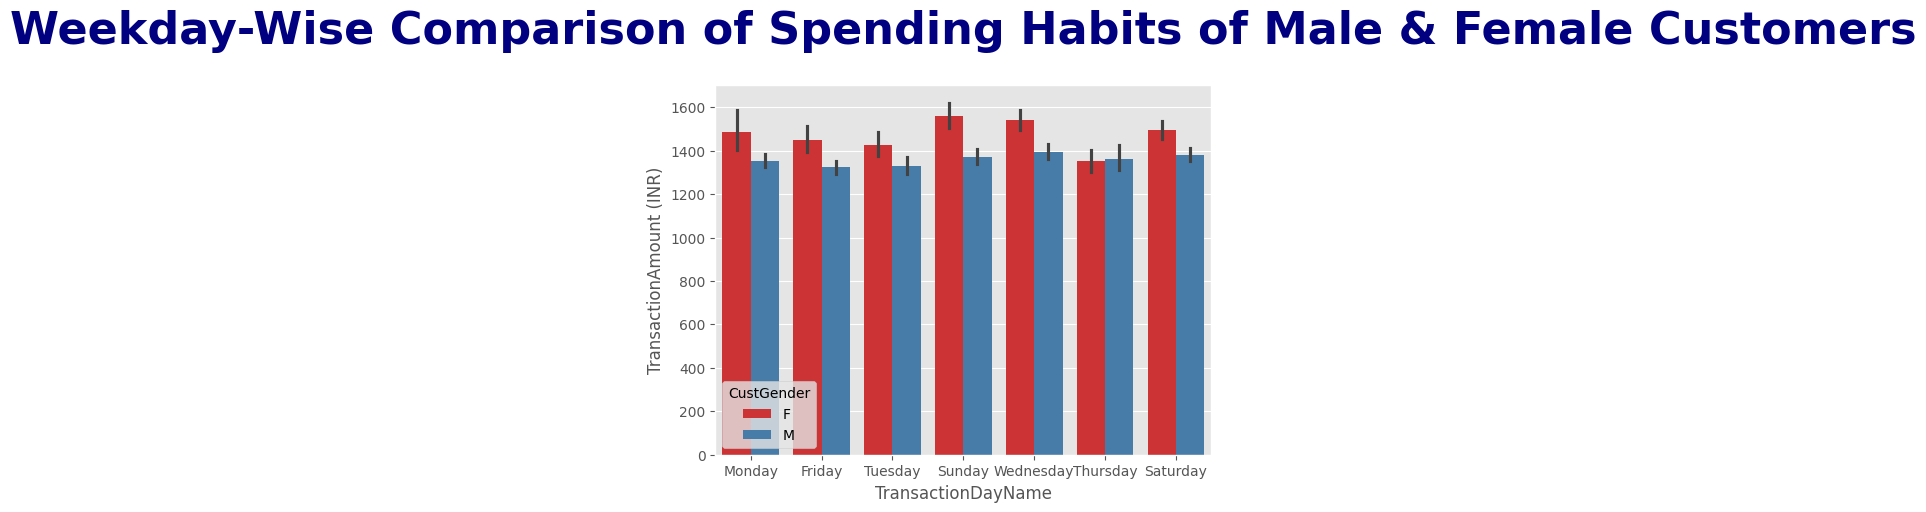 Weekday-Wise Comparison of Spending Habits of Male & Female Customers
1600
1400
1200
1000
800
600
400
200
0
TransactionAmount (INR)
CustGender
F
M
Monday Friday Tuesday Sunday Wednesday Thursday Saturday
TransactionDayName